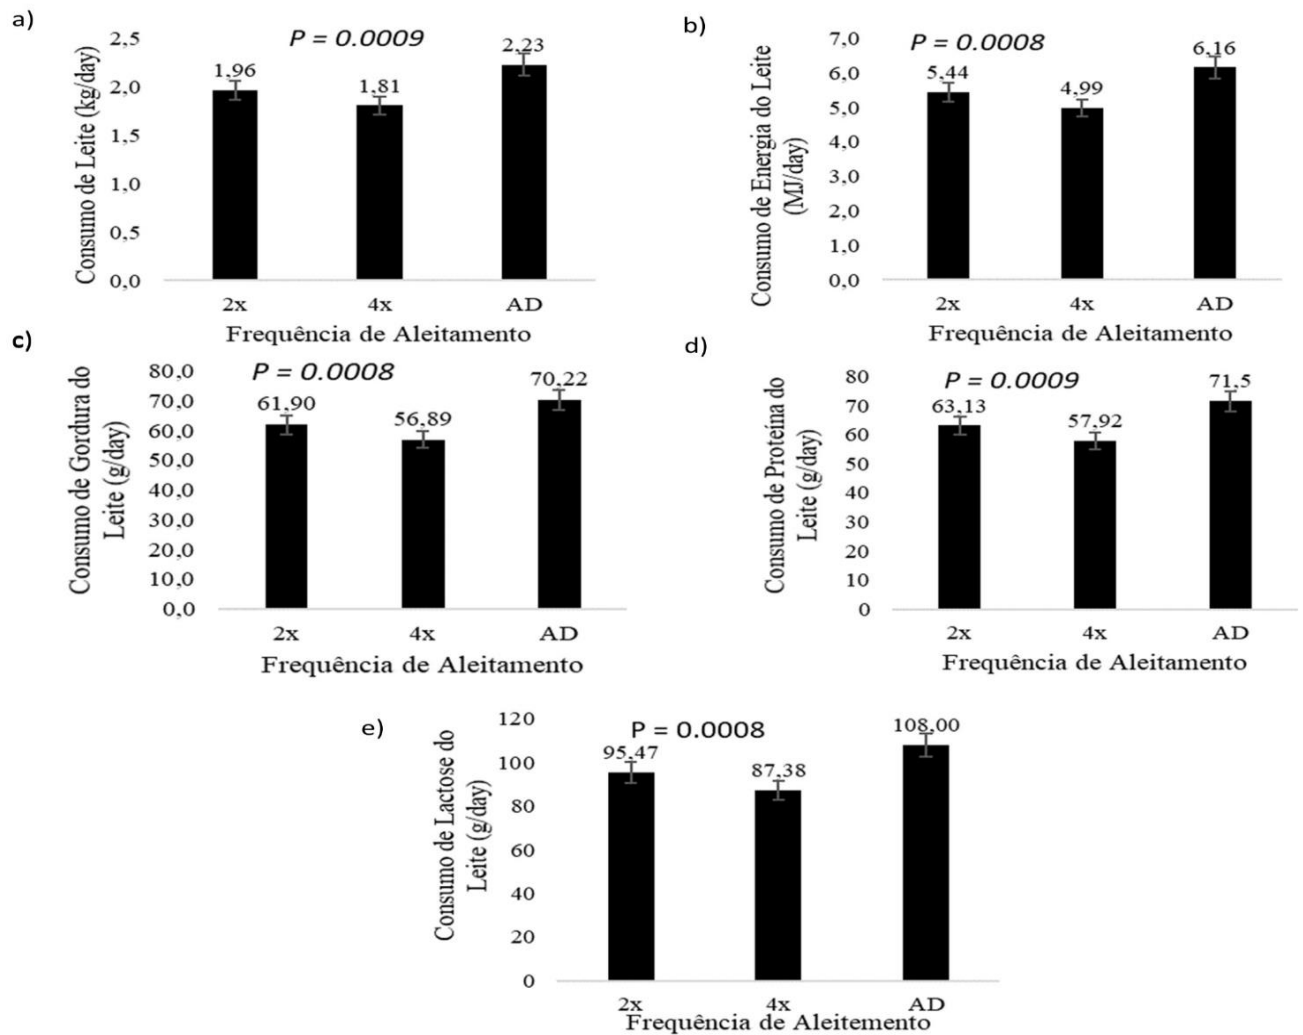 a)
Consumo de Leite (kg/day)
P = 0.0009
2,5
2,0
1,5
1,0
0,5
0,0
1,96
1,81
2,23
2x
4x
AD
Frequência de Aleitamento
b)
Consumo de Energia do Leite
(MJ/day)
P = 0.0008
7,0
6,0
5,0
4,0
3,0
2,0
1,0
0,0
5,44
4,99
6,16
2x
4x
AD
Frequência de Aleitamento
c)
Consumo de Gordura do
Leite (g/day)
P = 0.0008
80,0
70,0
60,0
50,0
40,0
30,0
20,0
10,0
0,0
61,90
56,89
70,22
2x
4x
AD
Frequência de Aleitamento
d)
Consumo de Proteína do
Leite (g/day)
P = 0.0009
80
70
60
50
40
30
20
10
0
63,13
57,92
71,5
2x
4x
AD
Frequência de Aleitamento
e)
Consumo de Lactose do
Leite (g/day)
P = 0.0008
120
100
80
60
40
20
0
95,47
87,38
108,00
2x
4x
AD
Frequência de Aleitemento